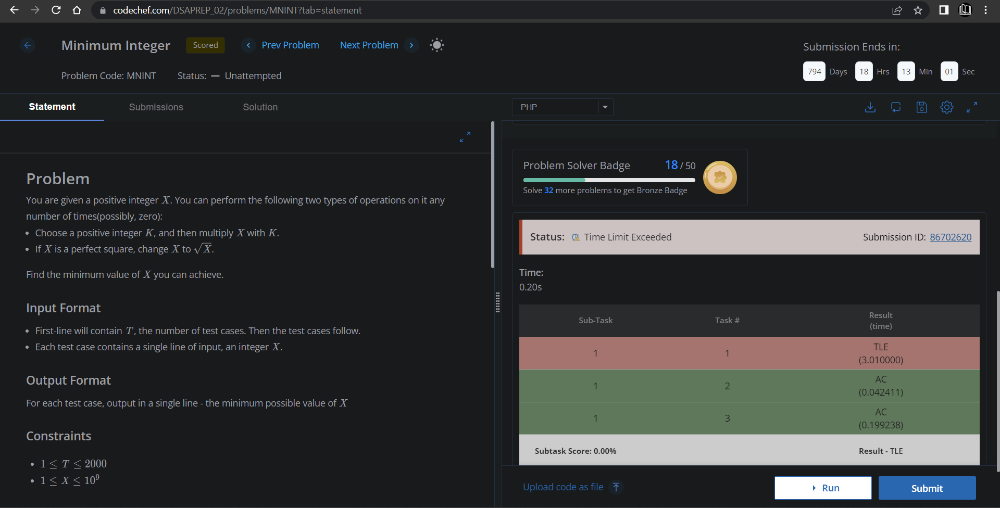 codechef.com/DSAPREP_02/problems/MNINT?tab=statement
Minimum Integer
Scored
Prev Problem
Next Problem
Submission Ends in:
794 Days 18 Hrs 13 Min 01 Sec
Problem Code: MNINT
Status: — Unattempted
Statement
Submissions
Solution
PHP
Problem
You are given a positive integer X. You can perform the following two types of operations on it any
number of times(possibly, zero):
• Choose a positive integer K, and then multiply X with K.
• If X is a perfect square, change X to √X.
Find the minimum value of X you can achieve.
Input Format
• First-line will contain T, the number of test cases. Then the test cases follow.
• Each test case contains a single line of input, an integer X.
Output Format
For each test case, output in a single line - the minimum possible value of X
Constraints
• 1 ≤ T ≤ 2000
• 1 ≤ X ≤ 10⁹
Problem Solver Badge
18 / 50
Solve 32 more problems to get Bronze Badge
Status: Time Limit Exceeded
Submission ID: 86702620
Time:
0.20s
Sub-Task
Task #
Result
(time)
1
1
TLE
(3.010000)
1
2
AC
(0.042411)
1
3
AC
(0.199238)
Subtask Score: 0.00%
Result - TLE
Upload code as file
Run
Submit